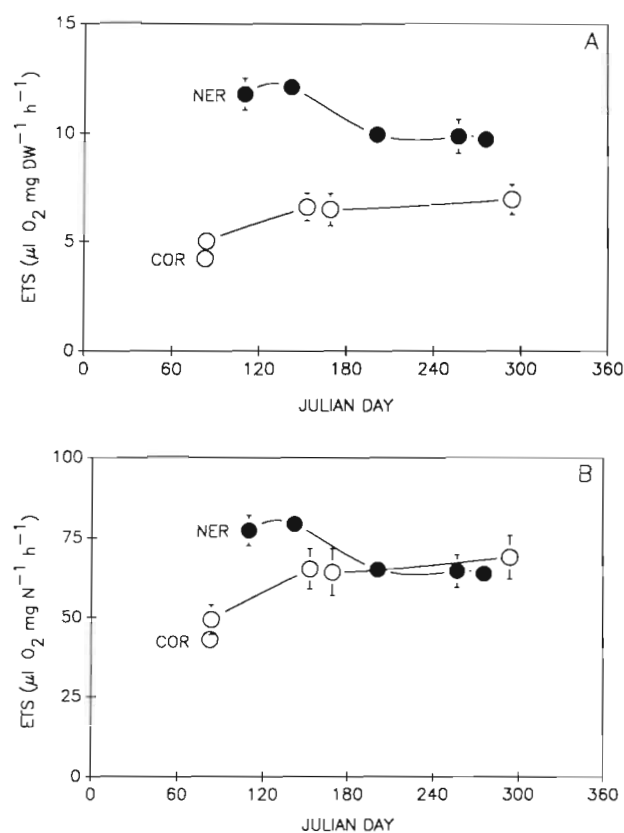 15
A
NER
10
5
COR
0
ETS (μl O2 mg DW⁻¹ h⁻¹)
0 60 120 180 240 300 360
JULIAN DAY
100
B
NER
75
50
COR
25
0
ETS (μl O2 mg N⁻¹ h⁻¹)
0 60 120 180 240 300 360
JULIAN DAY